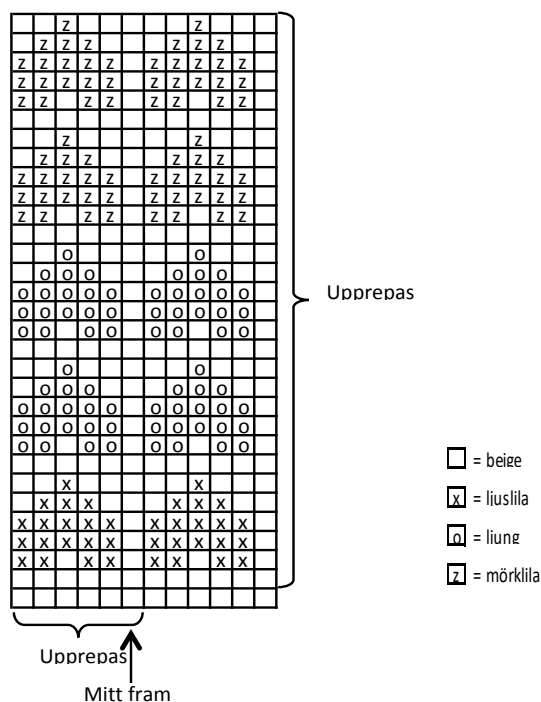 z z
z z z z z z
z z z z z z z z z z
z z z z z z z z z z
z z z z z z z z
z z
z z z z z z
z z z z z z z z z z
z z z z z z z z z z
z z z z z z z z
o o
o o o o o o
o o o o o o o o o o
o o o o o o o o o o
o o o o o o o o
o o
o o o o o o
o o o o o o o o o o
o o o o o o o o o o
o o o o o o o o
x x
x x x x x x
x x x x x x x x x x
x x x x x x x x x x
x x x x x x x x
Upprepas
= beige
x = ljuslila
o = ljung
z = mörklila
Upprepas
Mitt fram